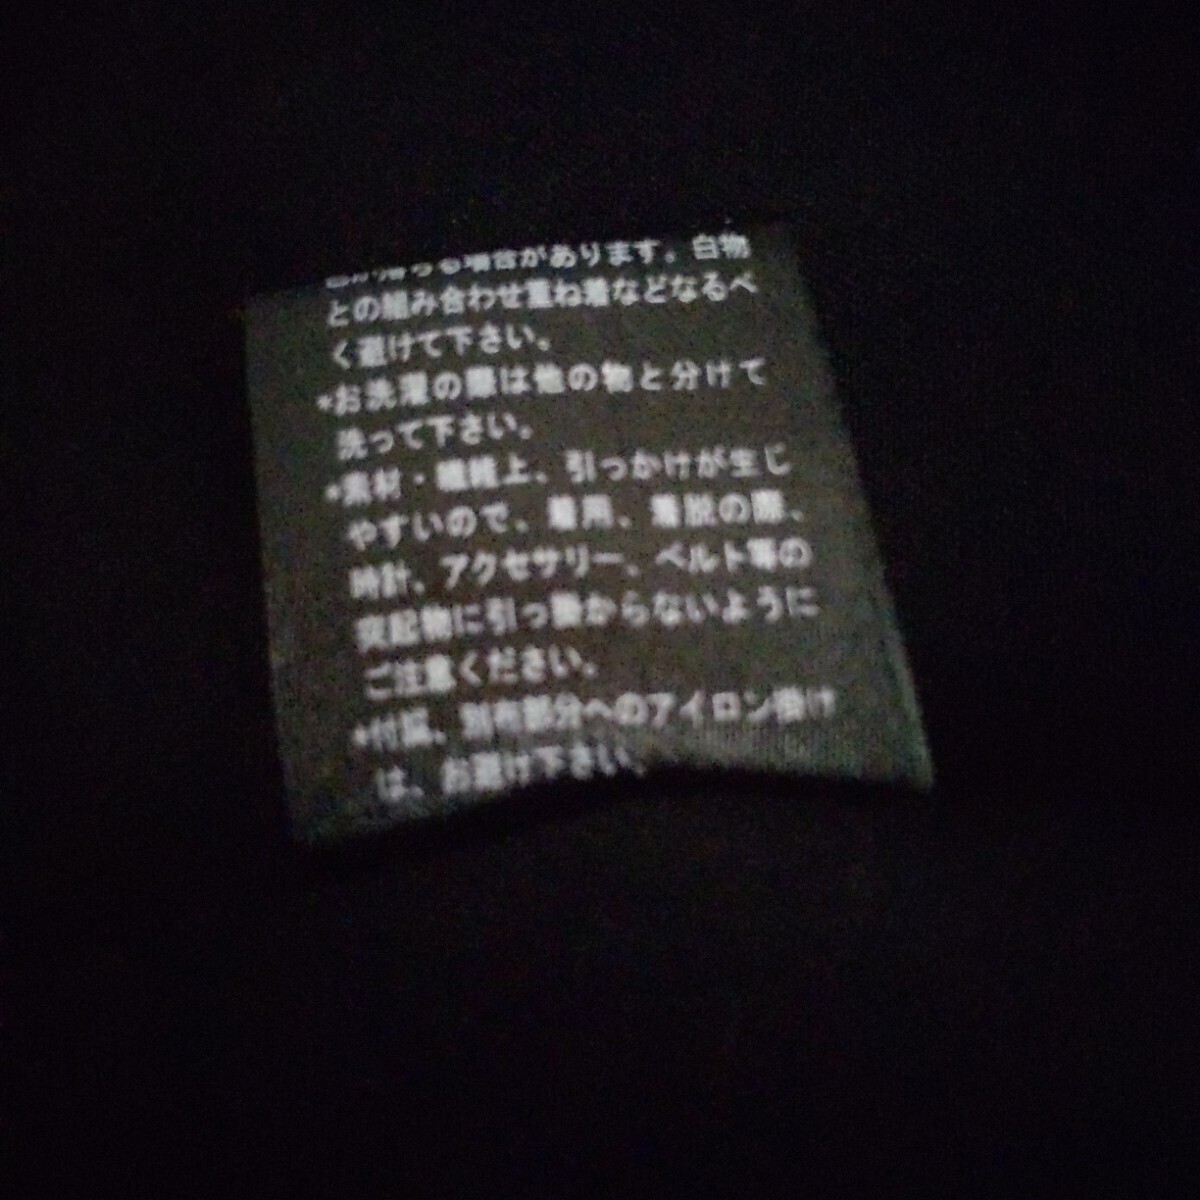 場合があります。白物
との組み合わせ重ね着などなるべ
く避けて下さい。
*お洗濯の際は他の物と分けて
洗って下さい。
*素材・繊維上、引っかけが生じ
やすいので、着用、着脱の際、
時計、アクセサリー、ベルト等の
突起物に引っ掛からないように
ご注意ください。
*付属、別布部分へのアイロン掛け
は、お避け下さい。